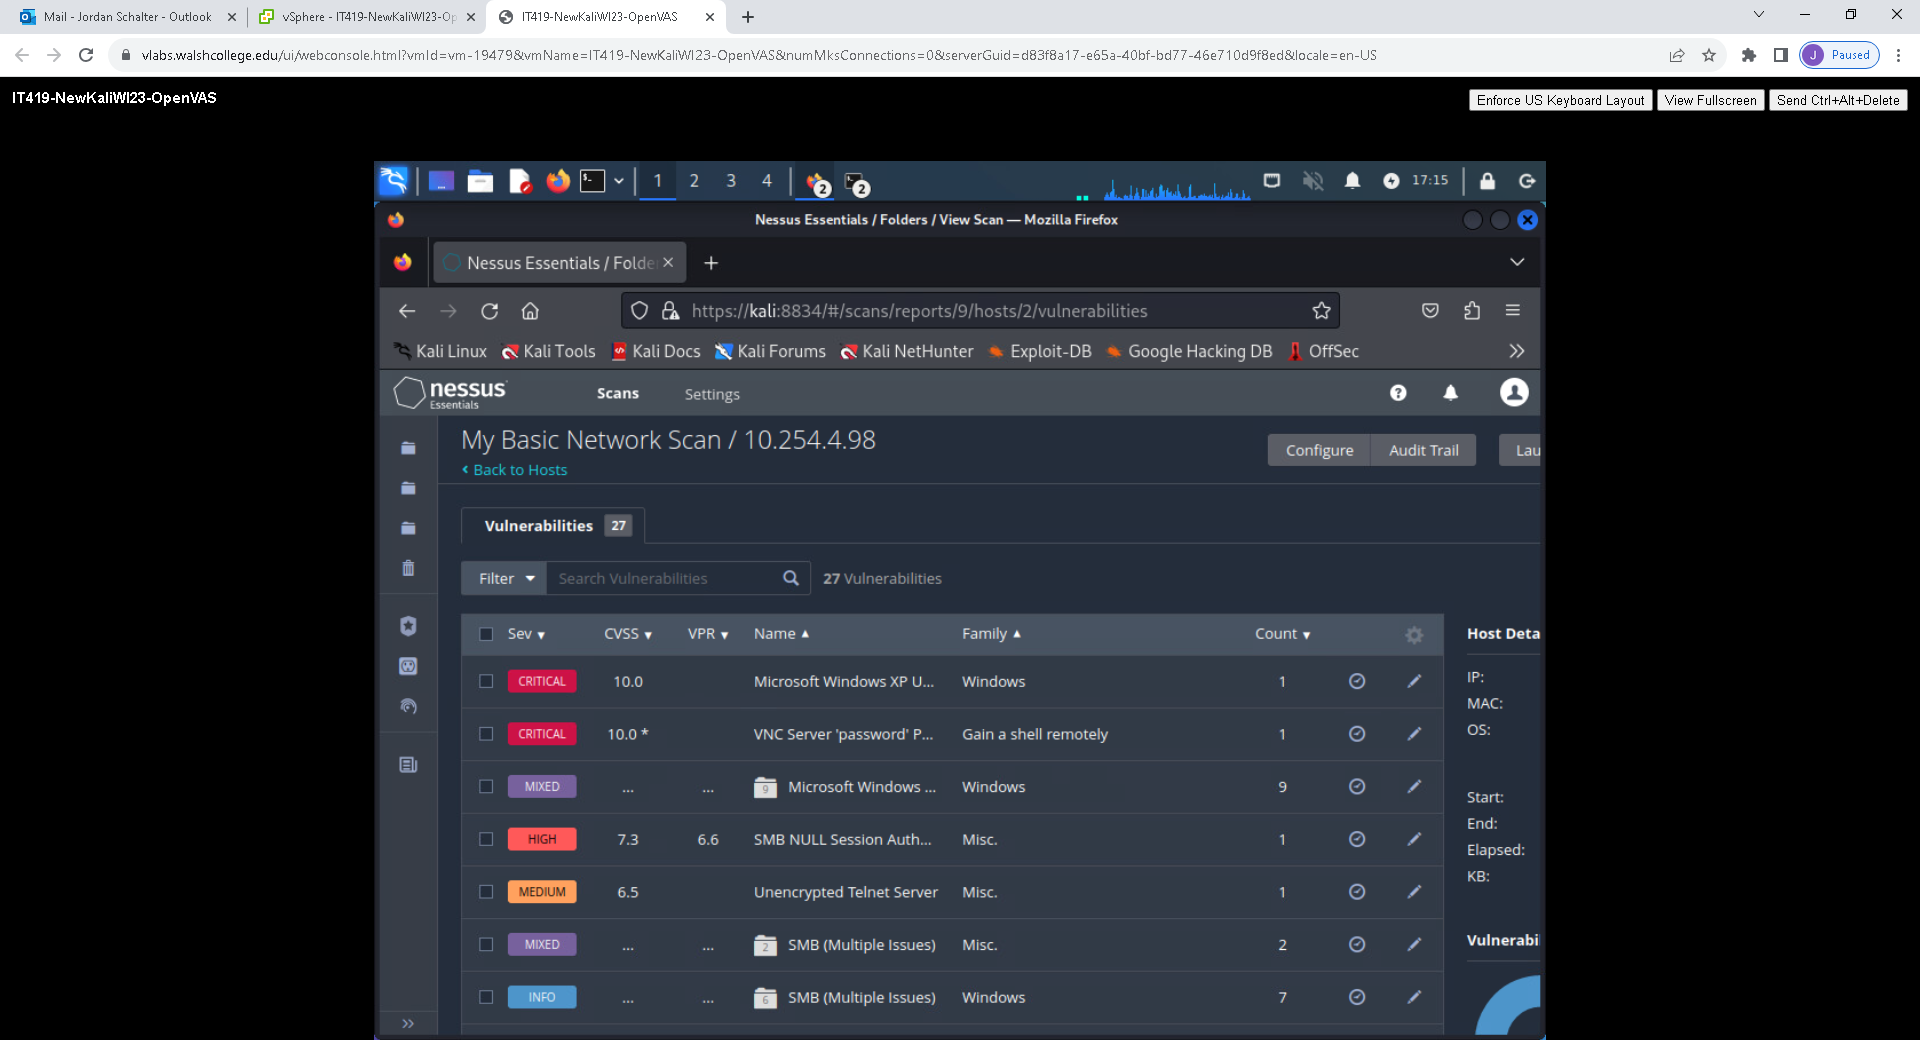 Mail - Jordan Schalter - Outlook
vSphere - IT419-NewKaliWI23-Op
IT419-NewKaliWI23-OpenVAS
vlabs.walshcollege.edu/ui/webconsole.html?vmId=vm-19479&vmName=IT419-NewKaliWI23-OpenVAS&numMksConnections=0&serverGuid=d83f8a17-e65a-40bf-bd77-46e710d9f8ed&locale=en-US
J Paused
IT419-NewKaliWI23-OpenVAS
Enforce US Keyboard Layout View Fullscreen Send Ctrl+Alt+Delete
1 2 3 4 2 2 17:15
Nessus Essentials / Folders / View Scan — Mozilla Firefox
Nessus Essentials / Folde
https://kali:8834/#/scans/reports/9/hosts/2/vulnerabilities
Kali Linux Kali Tools Kali Docs Kali Forums Kali NetHunter Exploit-DB Google Hacking DB OffSec
nessus Essentials Scans Settings
My Basic Network Scan / 10.254.4.98
Back to Hosts
Configure Audit Trail Lau
Vulnerabilities 27
Filter Search Vulnerabilities 27 Vulnerabilities
Sev CVSS VPR Name Family Count Host Deta
CRITICAL 10.0 Microsoft Windows XP U... Windows 1
CRITICAL 10.0 * VNC Server 'password' P... Gain a shell remotely 1
MIXED ... ... 9 Microsoft Windows ... Windows 9
HIGH 7.3 6.6 SMB NULL Session Auth... Misc. 1
MEDIUM 6.5 Unencrypted Telnet Server Misc. 1
MIXED ... ... 2 SMB (Multiple Issues) Misc. 2
INFO ... ... 6 SMB (Multiple Issues) Windows 7
IP:
MAC:
OS:
Start:
End:
Elapsed:
KB:
Vulnerabi